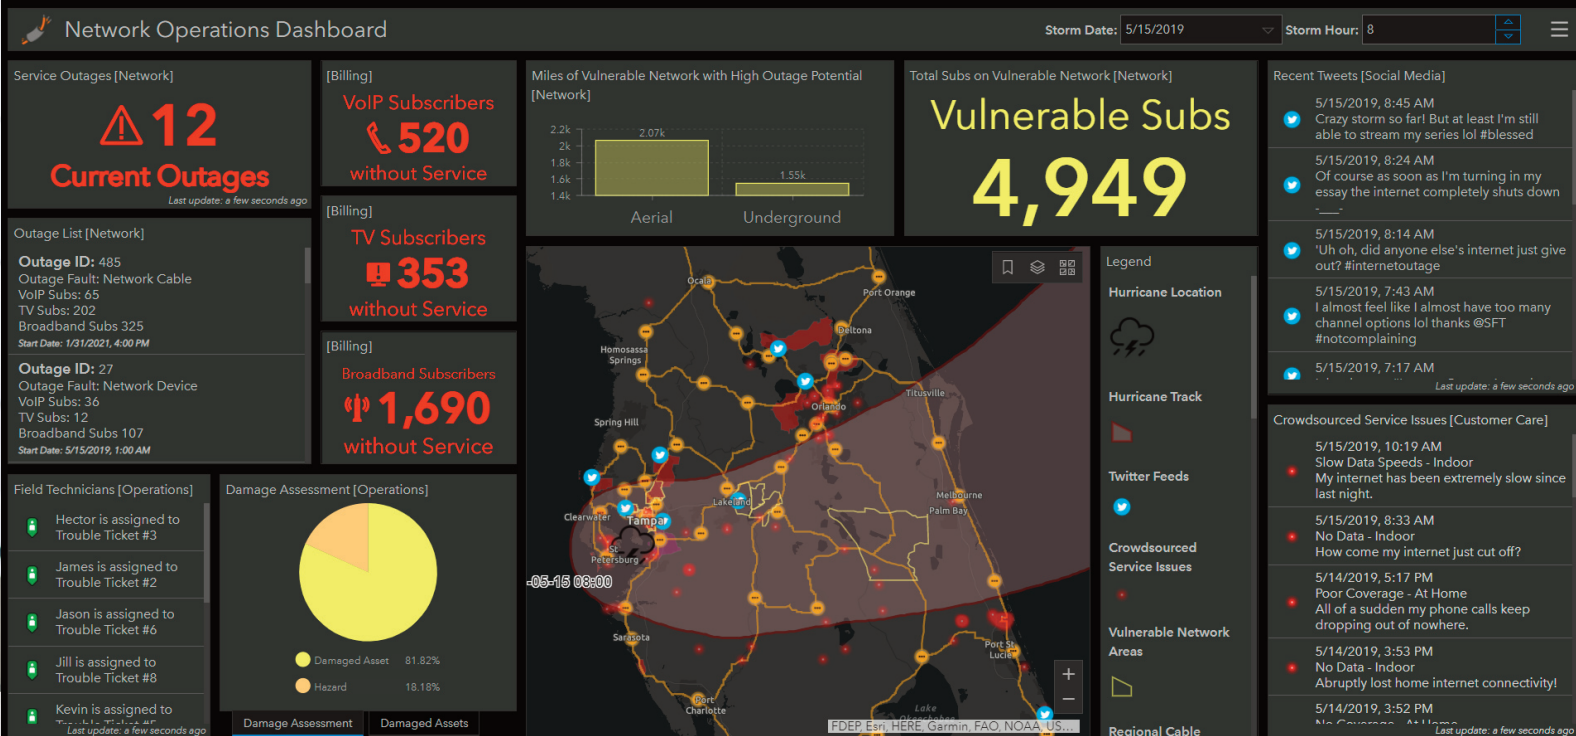 Network Operations Dashboard
Storm Date:
5/15/2019
Storm Hour:
8
Service Outages [Network]
12
Current Outages
Last update: a few seconds ago
[Billing]
VoIP Subscribers
520
without Service
[Billing]
TV Subscribers
353
without Service
[Billing]
Broadband Subscribers
1,690
without Service
Outage List [Network]
Outage ID: 485
Outage Fault: Network Cable
VoIP Subs: 65
TV Subs: 202
Broadband Subs 325
Start Date: 1/31/2021, 4:00 PM
Outage ID: 27
Outage Fault: Network Device
VoIP Subs: 36
TV Subs: 12
Broadband Subs 107
Start Date: 5/15/2019, 1:00 AM
Field Technicians [Operations]
Hector is assigned to
Trouble Ticket #3
James is assigned to
Trouble Ticket #2
Jason is assigned to
Trouble Ticket #6
Jill is assigned to
Trouble Ticket #8
Kevin is assigned to
Last update: a few seconds ago
Damage Assessment [Operations]
Damaged Asset 81.82%
Hazard 18.18%
Damage Assessment
Damaged Assets
Miles of Vulnerable Network with High Outage Potential
[Network]
2.2k
2k
1.8k
1.6k
1.4k
2.07k
1.55k
Aerial
Underground
Total Subs on Vulnerable Network [Network]
Vulnerable Subs
4,949
Ocala
Port Orange
Deltona
Homosassa
Springs
Titusville
Orlando
Spring Hill
Lakeland
Melbourne
Palm Bay
Clearwater
Tampa
St.
Petersburg
-05-15 08:00
Sarasota
Port St.
Lucie
Port
Charlotte
Lake
Okeechobee
FDEP, Esri, HERE, Garmin, FAO, NOAA, US...
+
−
Legend
Hurricane Location
Hurricane Track
Twitter Feeds
Crowdsourced
Service Issues
Vulnerable Network
Areas
Regional Cable
Recent Tweets [Social Media]
5/15/2019, 8:45 AM
Crazy storm so far! But at least I'm still
able to stream my series lol #blessed
5/15/2019, 8:24 AM
Of course as soon as I'm turning in my
essay the internet completely shuts down
-___-
5/15/2019, 8:14 AM
'Uh oh, did anyone else's internet just give
out? #internetoutage
5/15/2019, 7:43 AM
I almost feel like I almost have too many
channel options lol thanks @SFT
#notcomplaining
5/15/2019, 7:17 AM
Last update: a few seconds ago
Crowdsourced Service Issues [Customer Care]
5/15/2019, 10:19 AM
Slow Data Speeds - Indoor
My internet has been extremely slow since
last night.
5/15/2019, 8:33 AM
No Data - Indoor
How come my internet just cut off?
5/14/2019, 5:17 PM
Poor Coverage - At Home
All of a sudden my phone calls keep
dropping out of nowhere.
5/14/2019, 3:53 PM
No Data - Indoor
Abruptly lost home internet connectivity!
5/14/2019, 3:52 PM
No Coverage - At Home
Last update: a few seconds ago